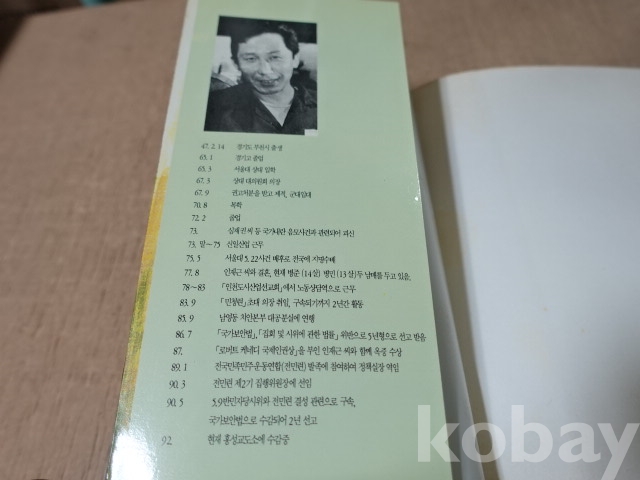 47. 2. 14 경기도 부천시 출생
65. 1 경기고 졸업
65. 3 서울대 상대 입학
67. 3 상대 대의원회 의장
67. 9 권고처분을 받고 제적, 군대입대
70. 8 복학
72. 2 졸업
73. 심재권 씨 등 국가내란 음모사건과 관련되어 피신
73. 말~75 신일산업 근무
75. 5 서울대 5. 22사건 배후로 전국에 지명수배
77. 8 인재근 씨와 결혼, 현재 병준 (14살) 병민 (13살) 두 남매를 두고 있음.
78~83 「인천도시산업선교회」에서 노동상담역으로 근무
83. 9 「민청련」 초대 의장 취임, 구속되기까지 2년간 활동
85. 9 남영동 치안본부 대공분실에 연행
86. 7 「국가보안법」, 「집회 및 시위에 관한 법률」 위반으로 5년형으로 선고 받음
87. 「로버트 케네디 국제인권상」을 부인 인재근 씨와 함께 옥중 수상
89. 1 전국민족민주운동연합(전민련) 발족에 참여하여 정책실장 역임
90. 3 전민련 제2기 집행위원장에 선임
90. 5 5.9반민자당시위와 전민련 결성 관련으로 구속,
국가보안법으로 수감되어 2년 선고
92. 현재 홍성교도소에 수감중
kobay